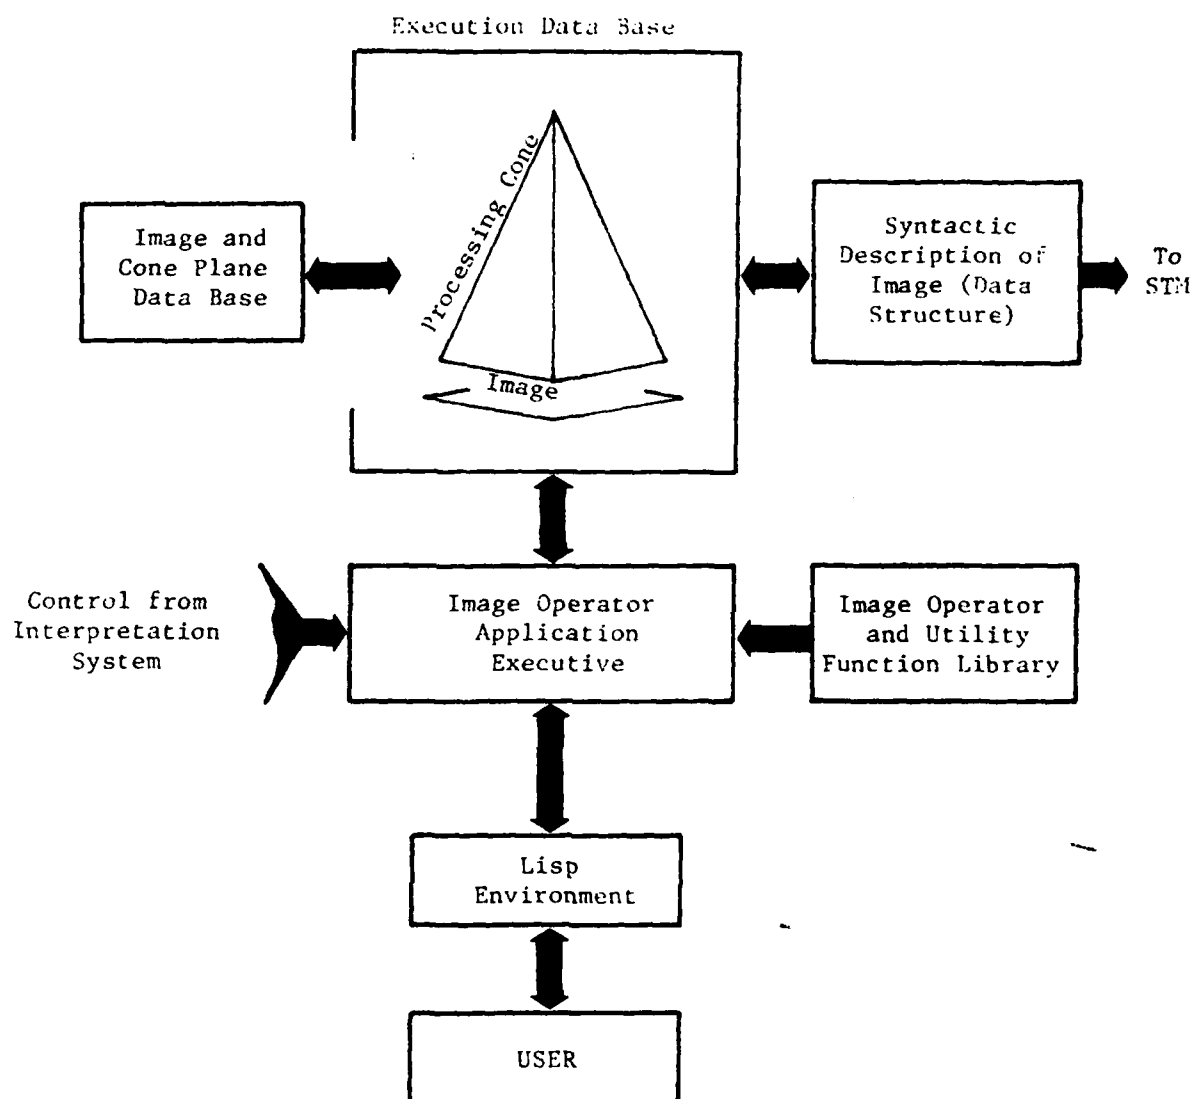 Execution Data Base
Processing Cone
Image
Image and
Cone Plane
Data Base
Syntactic
Description of
Image (Data
Structure)
To
STM
Control from
Interpretation
System
Image Operator
Application
Executive
Image Operator
and Utility
Function Library
Lisp
Environment
USER